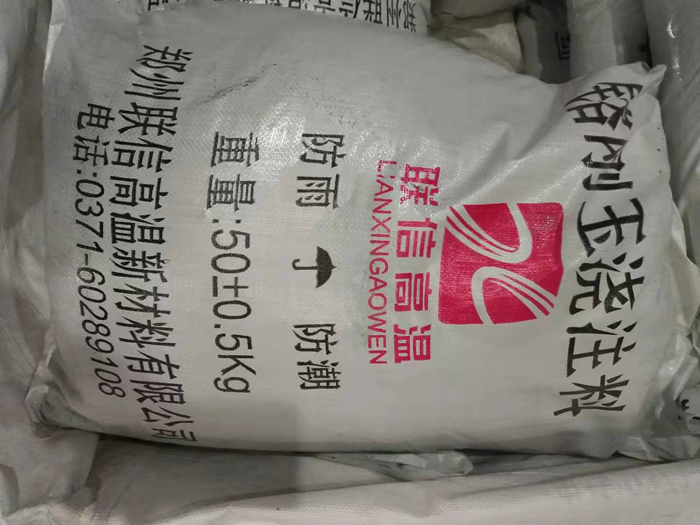 铬刚玉浇注料
联信高温
LIANXINGAOWEN
防雨 防潮
重量:50±0.5Kg
郑州联信高温新材料有限公司
电话:0371-60289108